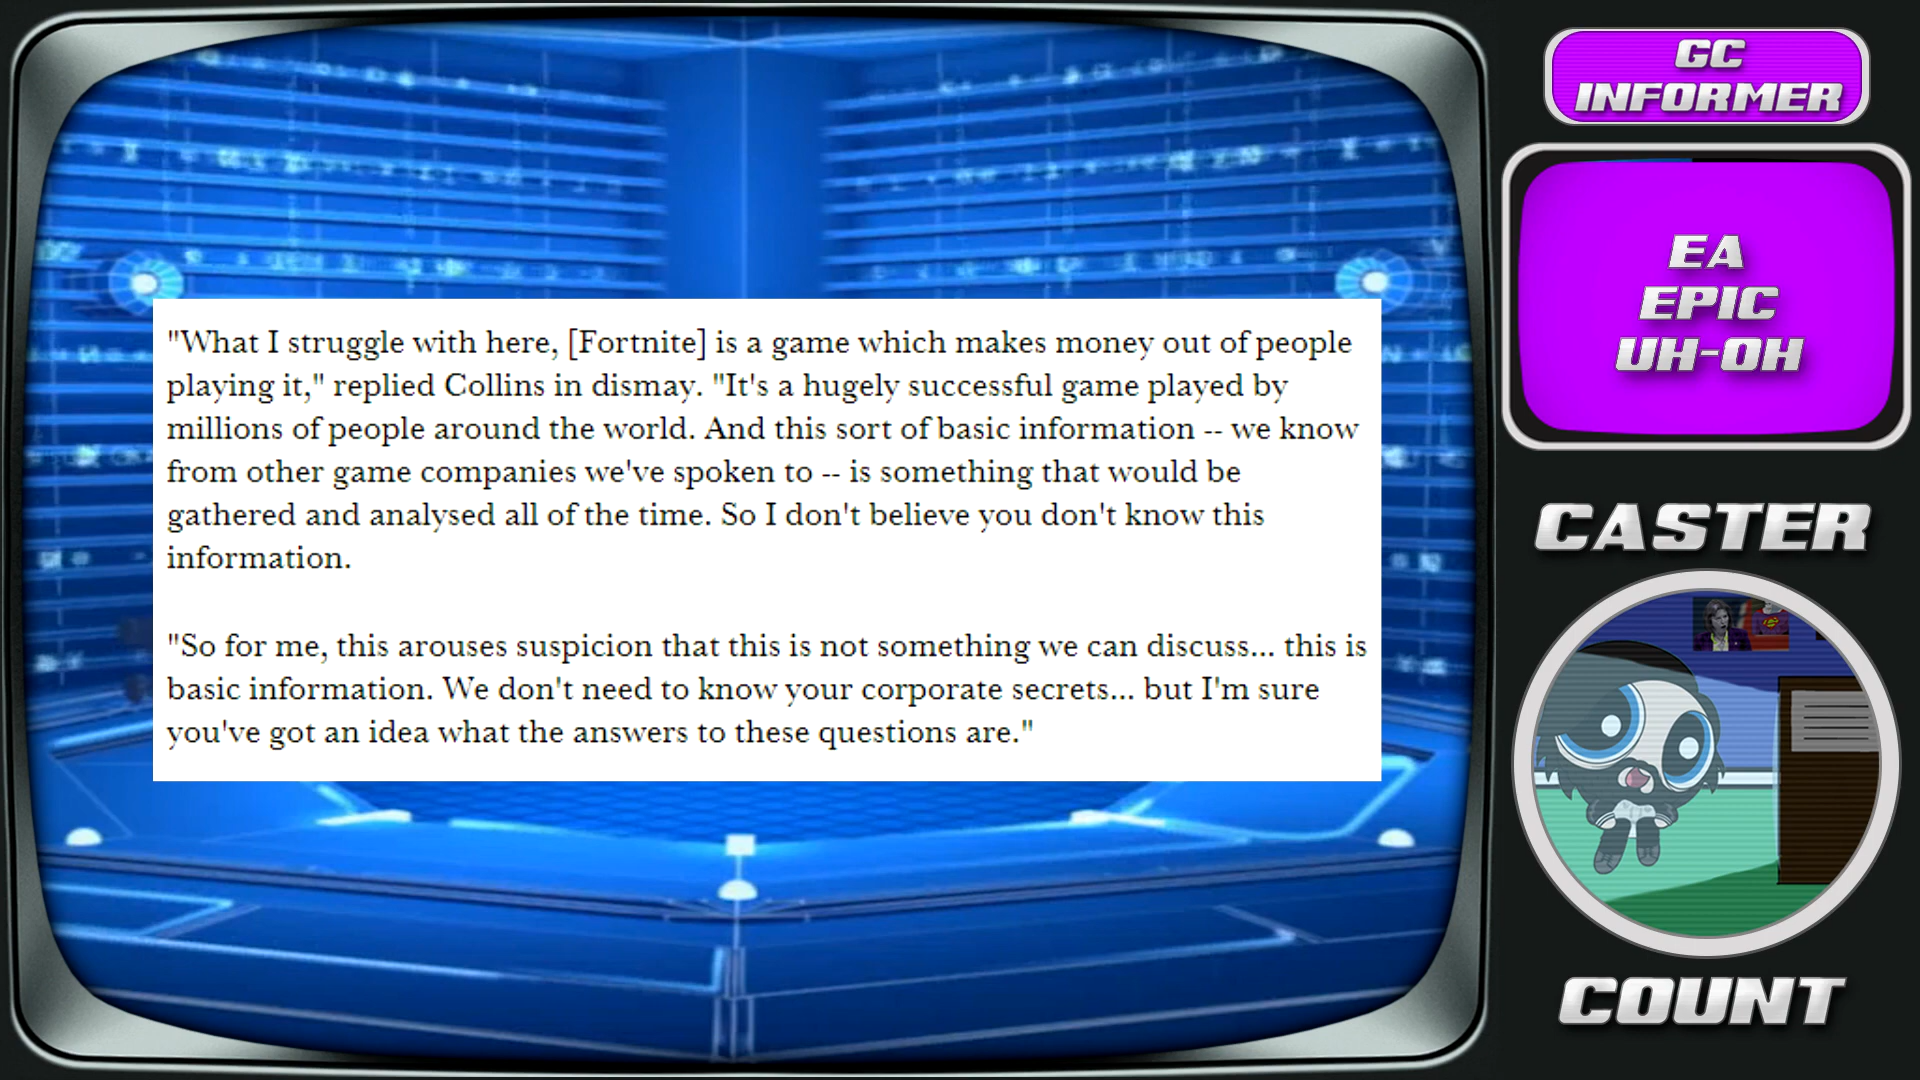 "What I struggle with here, [Fortnite] is a game which makes money out of people
playing it," replied Collins in dismay. "It's a hugely successful game played by
millions of people around the world. And this sort of basic information -- we know
from other game companies we've spoken to -- is something that would be
gathered and analysed all of the time. So I don't believe you don't know this
information.
"So for me, this arouses suspicion that this is not something we can discuss... this is
basic information. We don't need to know your corporate secrets... but I'm sure
you've got an idea what the answers to these questions are."
GC
INFORMER
EA
EPIC
UH-OH
CASTER
COUNT